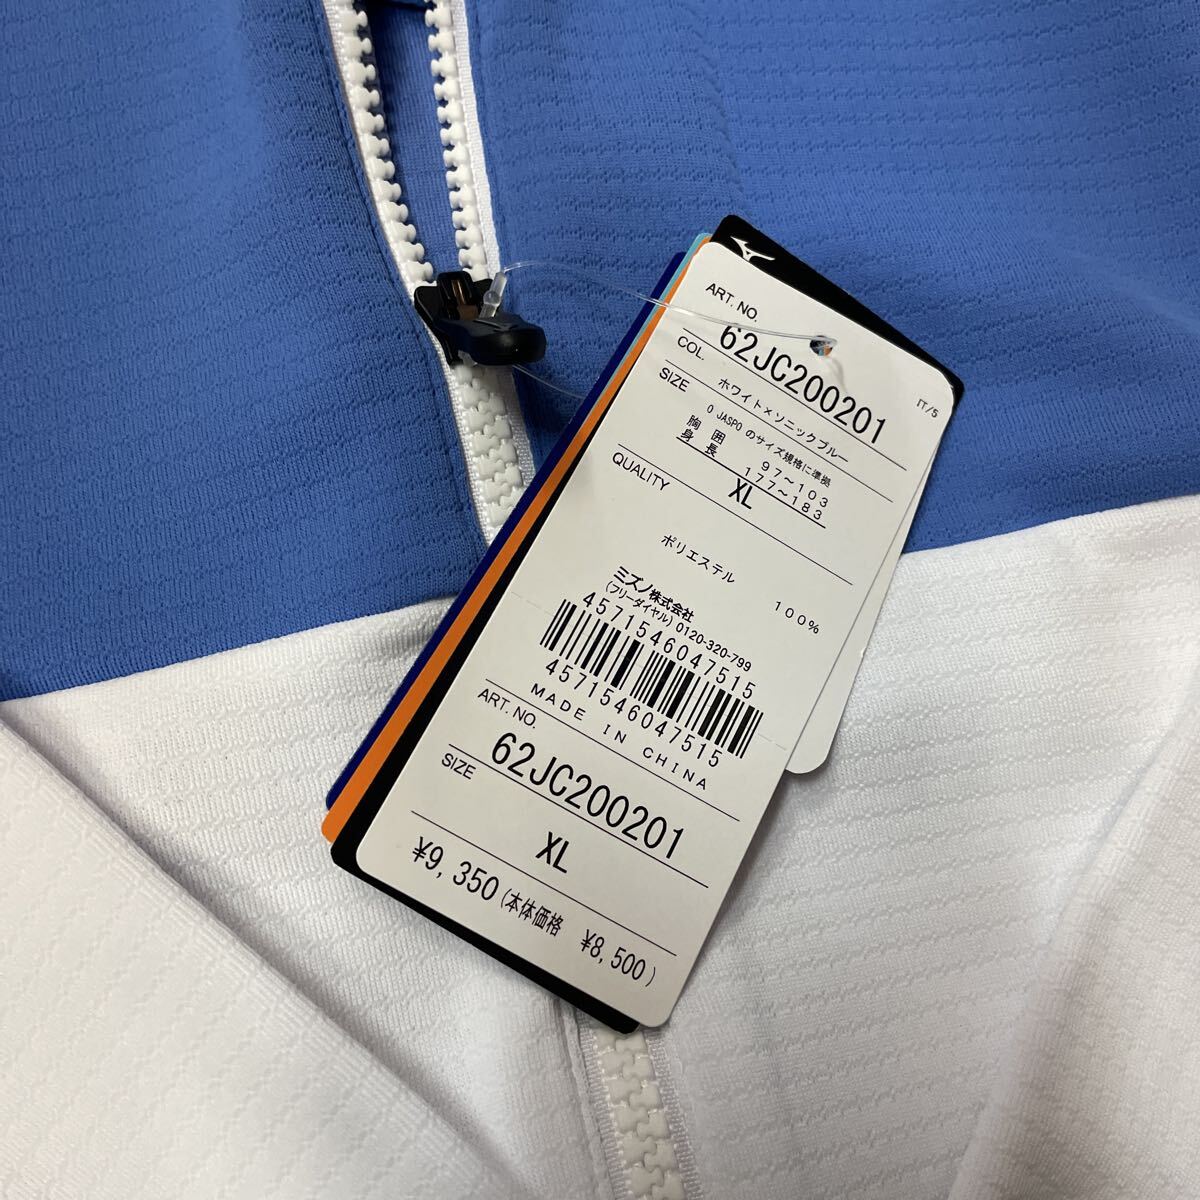 ART. NO.
62JC200201
IT/5
COL.
ホワイト×ソニックブルー
SIZE
0 JASPO のサイズ規格に準拠
胸囲 97〜103
身長 177〜183
XL
QUALITY
ポリエステル 100%
ミズノ株式会社
(フリーダイヤル) 0120-320-799
4571546047515
4571546047515
MADE IN CHINA
ART. NO.
62JC200201
SIZE
XL
¥9,350 (本体価格 ¥8,500)